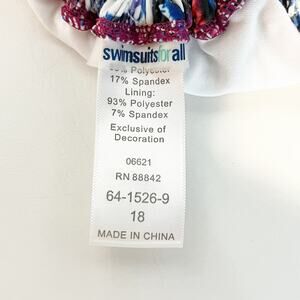 swimsuitsforall
Polyester
17% Spandex
Lining:
93% Polyester
7% Spandex
Exclusive of
Decoration
06621
RN 88842
64-1526-9
18
MADE IN CHINA